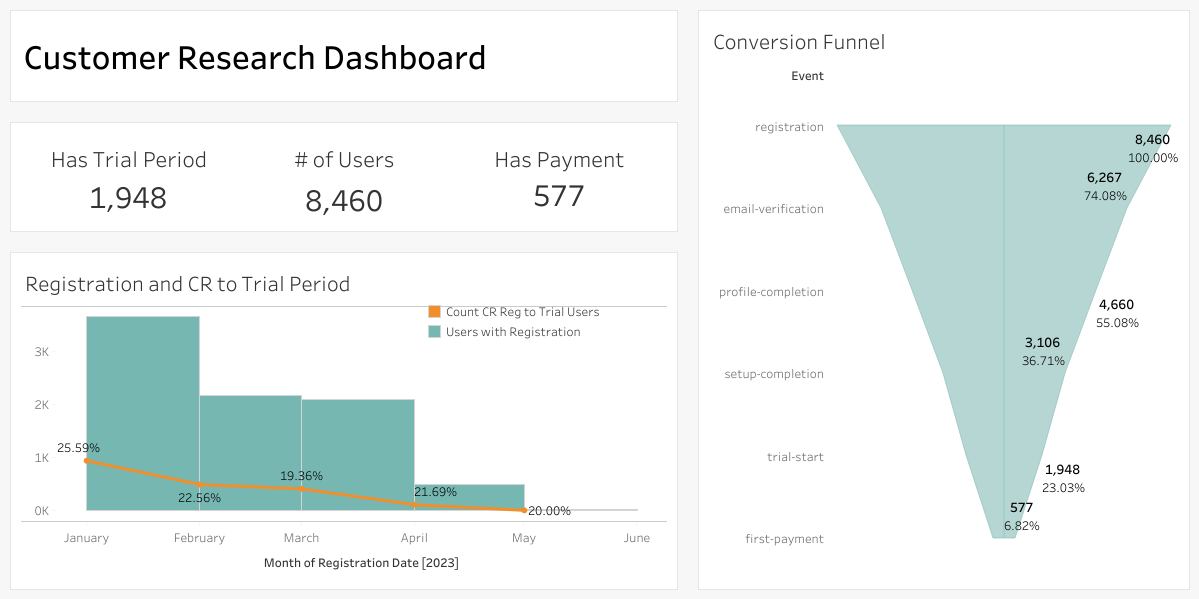 Customer Research Dashboard
Has Trial Period
1,948
# of Users
8,460
Has Payment
577
Registration and CR to Trial Period
Count CR Reg to Trial Users
Users with Registration
3K
2K
1K
0K
25.59%
22.56%
19.36%
21.69%
20.00%
January
February
March
April
May
June
Month of Registration Date [2023]
Conversion Funnel
Event
registration
8,460
100.00%
6,267
74.08%
email-verification
profile-completion
4,660
55.08%
3,106
36.71%
setup-completion
trial-start
1,948
23.03%
577
6.82%
first-payment